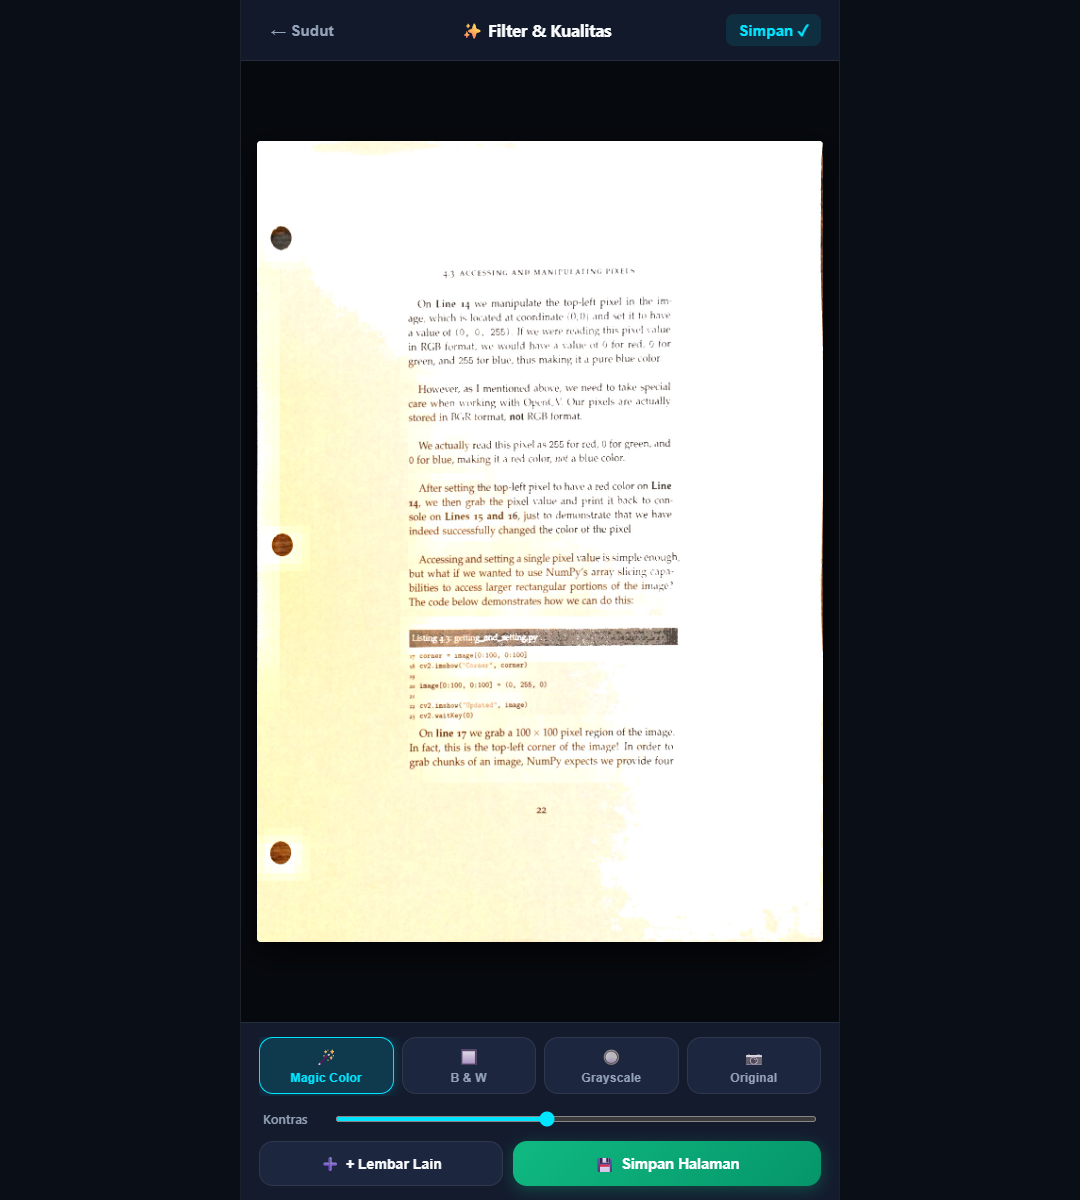 ← Sudut
✨ Filter & Kualitas
Simpan ✓
4.3 ACCESSING AND MANIPULATING PIXELS
On Line 14 we manipulate the top-left pixel in the im-
age, which is located at coordinate (0,0) and set it to have
a value of (0, 0, 255). If we were reading this pixel value
in RGB format, we would have a value of 0 for red, 0 for
green, and 255 for blue, thus making it a pure blue color
However, as I mentioned above, we need to take special
care when working with OpenCV. Our pixels are actually
stored in BGR format, not RGB format.
We actually read this pixel as 255 for red, 0 for green, and
0 for blue, making it a red color, not a blue color.
After setting the top-left pixel to have a red color on Line
14, we then grab the pixel value and print it back to con-
sole on Lines 15 and 16, just to demonstrate that we have
indeed successfully changed the color of the pixel
Accessing and setting a single pixel value is simple enough,
but what if we wanted to use NumPy's array slicing capa-
bilities to access larger rectangular portions of the image?
The code below demonstrates how we can do this:
Listing 4.3: getting_and_setting.py
17 corner = image[0:100, 0:100]
18 cv2.imshow("Corner", corner)
19
20 image[0:100, 0:100] = (0, 255, 0)
21
22 cv2.imshow("Updated", image)
23 cv2.waitKey(0)
On line 17 we grab a 100 × 100 pixel region of the image.
In fact, this is the top-left corner of the image! In order to
grab chunks of an image, NumPy expects we provide four
22
Magic Color
B & W
Grayscale
Original
Kontras
+ Lembar Lain
Simpan Halaman